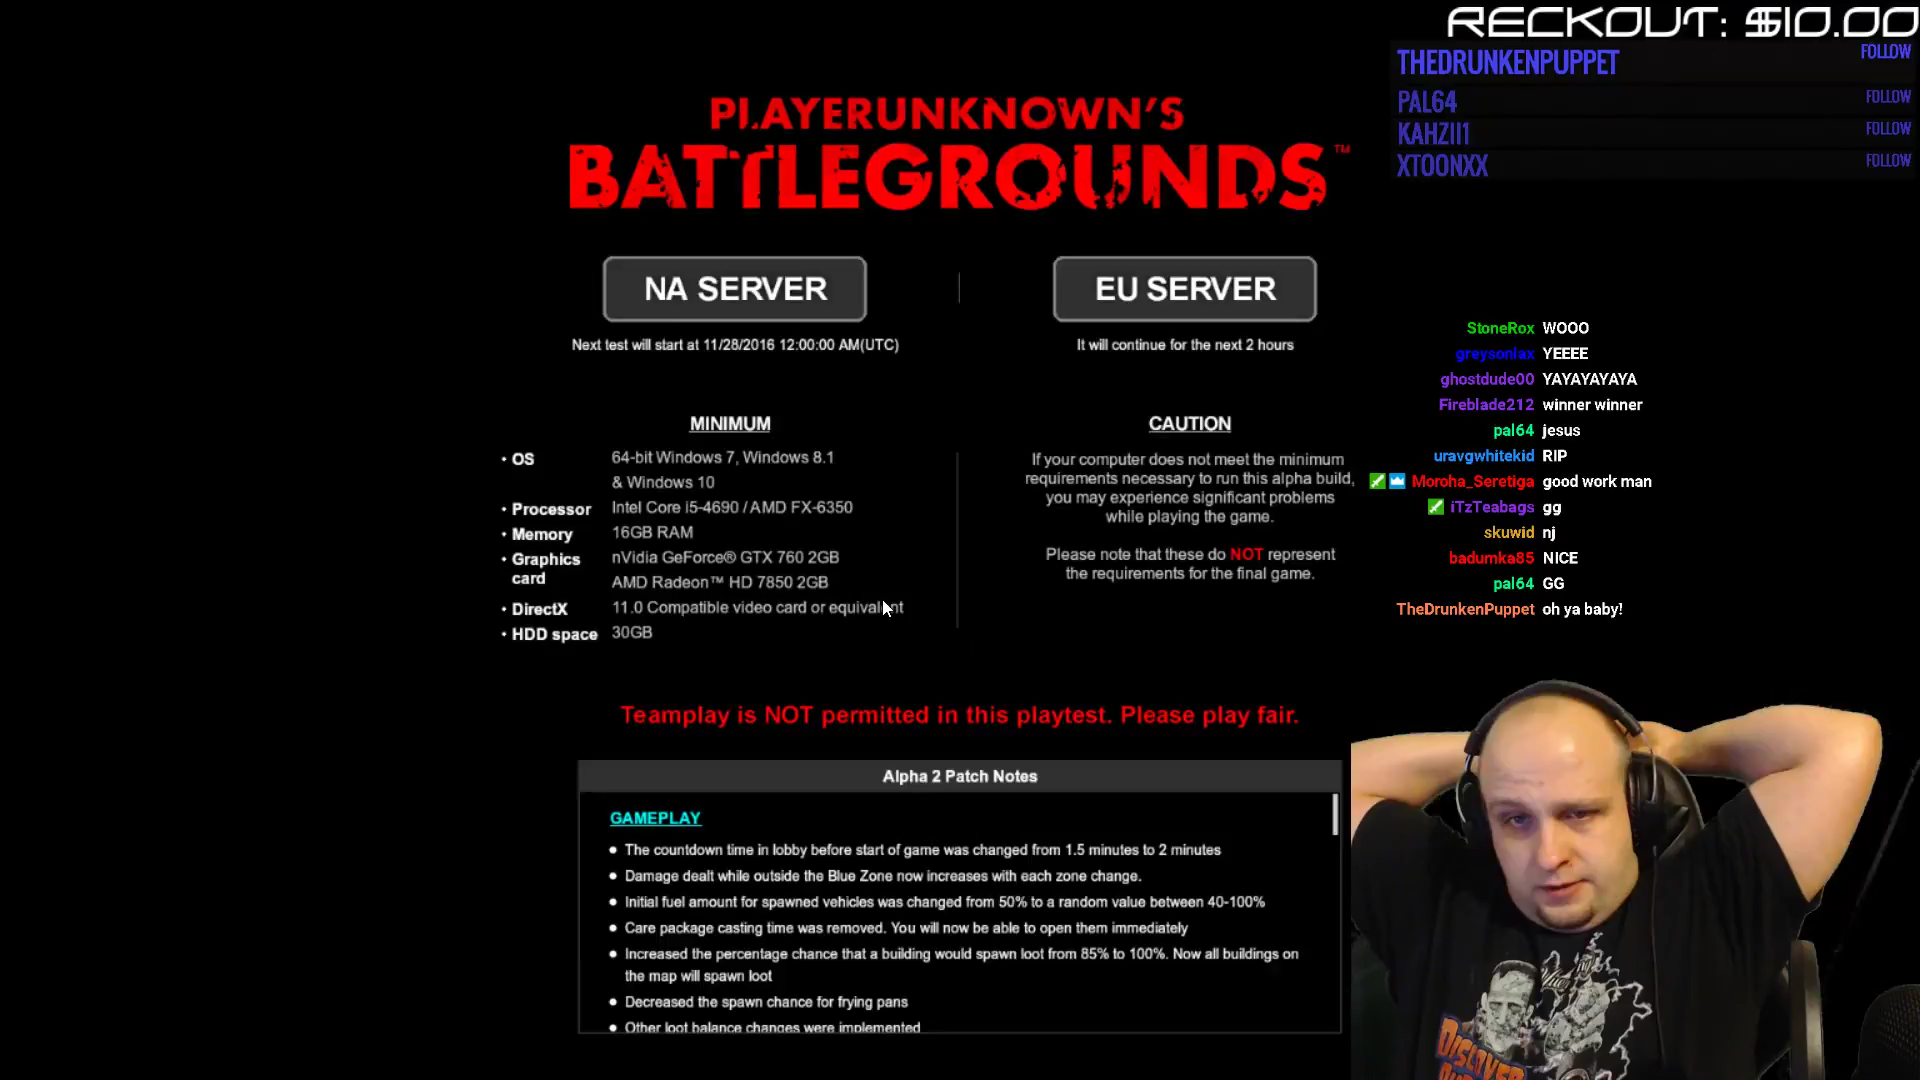 RECKOUT: $10.00
THEDRUNKENPUPPET FOLLOW
PAL64 FOLLOW
KAHZII1 FOLLOW
XTOONXX FOLLOW
PLAYERUNKNOWN'S
BATTLEGROUNDS™
NA SERVER
EU SERVER
Next test will start at 11/28/2016 12:00:00 AM(UTC)
It will continue for the next 2 hours
MINIMUM
• OS 64-bit Windows 7, Windows 8.1
& Windows 10
• Processor Intel Core i5-4690 / AMD FX-6350
• Memory 16GB RAM
• Graphics nVidia GeForce® GTX 760 2GB
card AMD Radeon™ HD 7850 2GB
• DirectX 11.0 Compatible video card or equivalent
• HDD space 30GB
CAUTION
If your computer does not meet the minimum
requirements necessary to run this alpha build,
you may experience significant problems
while playing the game.
Please note that these do NOT represent
the requirements for the final game.
StoneRox WOOO
greysonlax YEEEE
ghostdude00 YAYAYAYAYA
Fireblade212 winner winner
pal64 jesus
uravgwhitekid RIP
Moroha_Seretiga good work man
iTzTeabags gg
skuwid nj
badumka85 NICE
pal64 GG
TheDrunkenPuppet oh ya baby!
Teamplay is NOT permitted in this playtest. Please play fair.
Alpha 2 Patch Notes
GAMEPLAY
• The countdown time in lobby before start of game was changed from 1.5 minutes to 2 minutes
• Damage dealt while outside the Blue Zone now increases with each zone change.
• Initial fuel amount for spawned vehicles was changed from 50% to a random value between 40-100%
• Care package casting time was removed. You will now be able to open them immediately
• Increased the percentage chance that a building would spawn loot from 85% to 100%. Now all buildings on
the map will spawn loot
• Decreased the spawn chance for frying pans
• Other loot balance changes were implemented
DISCOVER